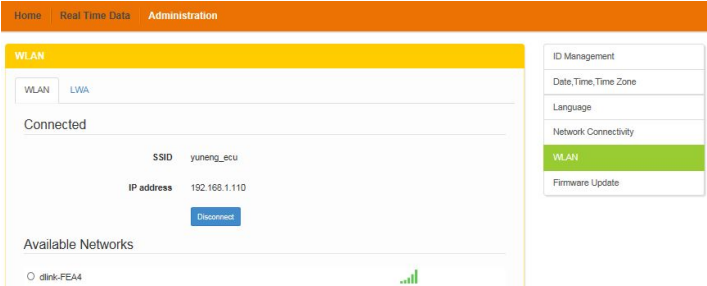 Home Real Time Data Administration
WLAN
WLAN LWA
Connected
SSID yuneng_ecu
IP address 192.168.1.110
Disconnect
Available Networks
dlink-FEA4
ID Management
Date,Time,Time Zone
Language
Network Connectivity
WLAN
Firmware Update